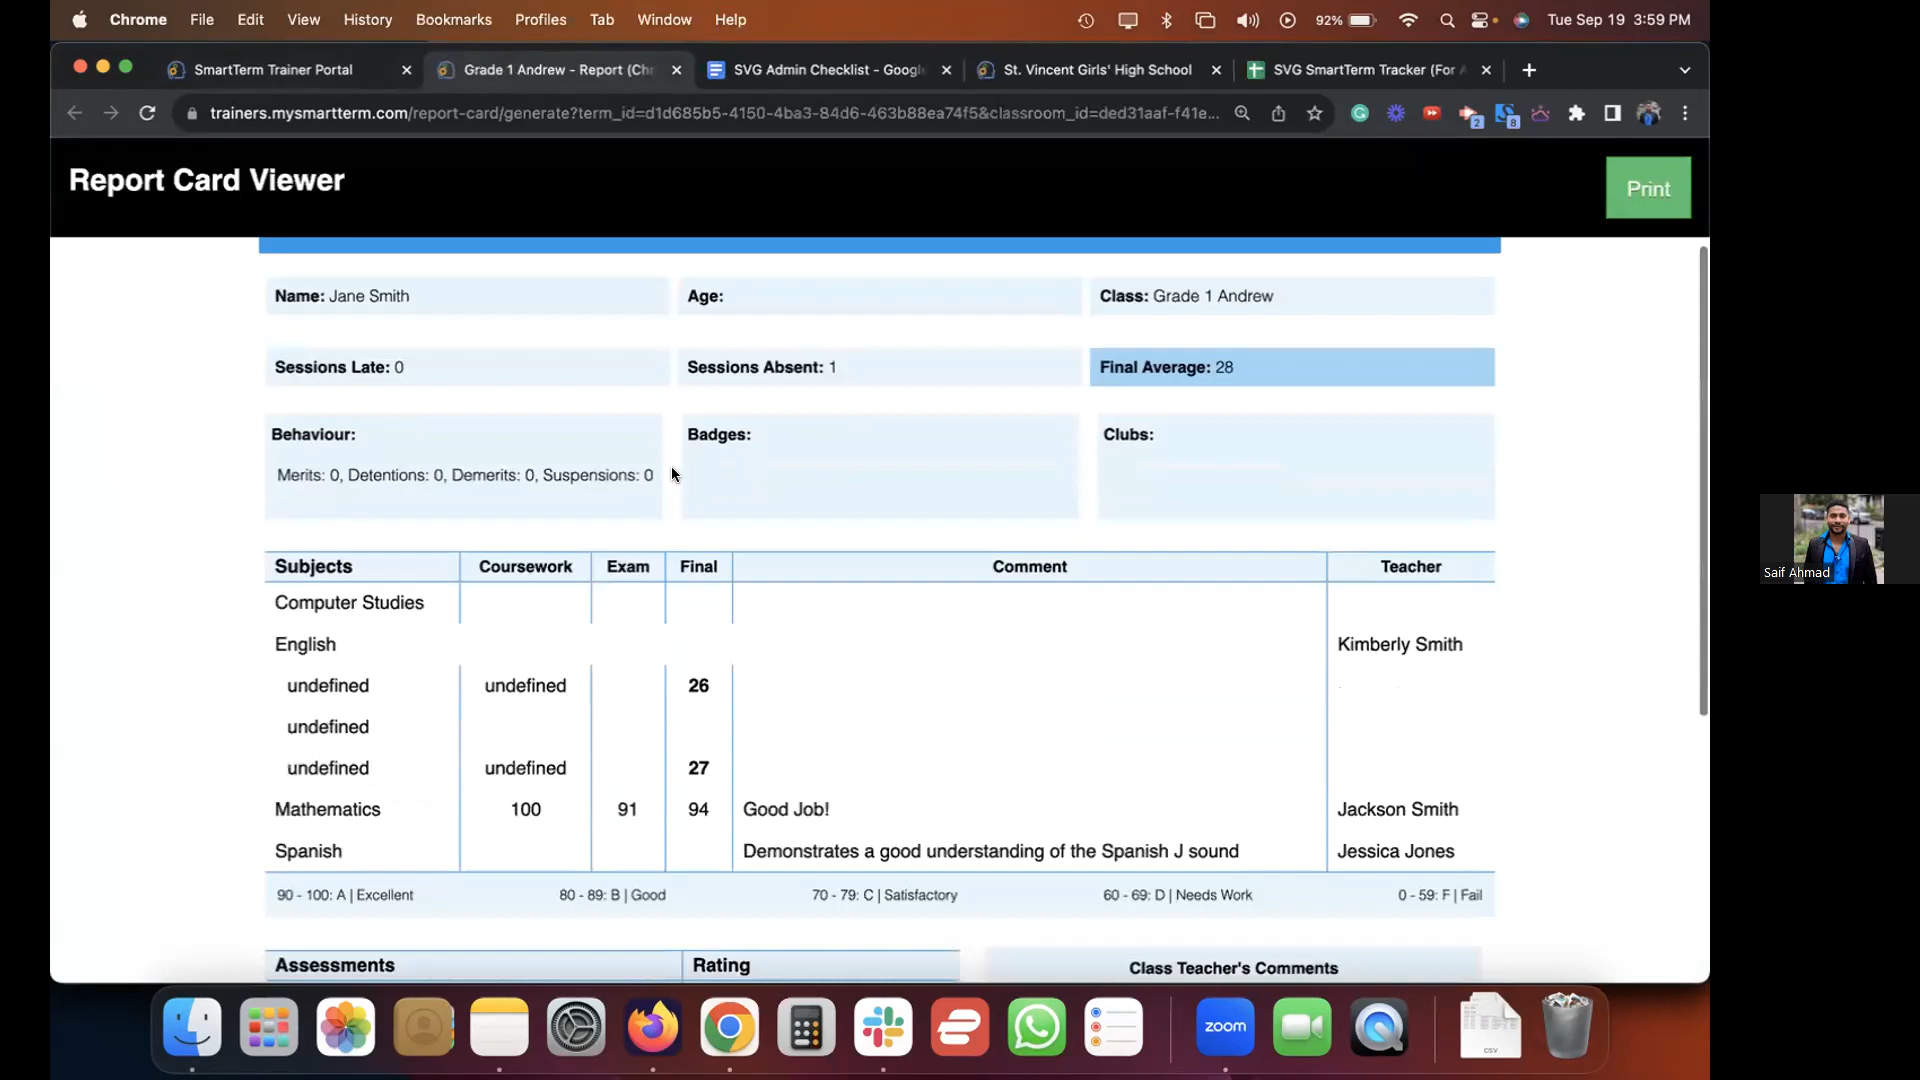 Chrome File Edit View History Bookmarks Profiles Tab Window Help 92% Tue Sep 19 3:59 PM
SmartTerm Trainer Portal Grade 1 Andrew - Report (Chr SVG Admin Checklist - Google St. Vincent Girls' High School SVG SmartTerm Tracker (For A
trainers.mysmartterm.com/report-card/generate?term_id=d1d685b5-4150-4ba3-84d6-463b88ea74f5&classroom_id=ded31aaf-f41e... 2 8
Report Card Viewer Print
Name: Jane Smith Age: Class: Grade 1 Andrew
Sessions Late: 0 Sessions Absent: 1 Final Average: 28
Behaviour: Badges: Clubs:
Merits: 0, Detentions: 0, Demerits: 0, Suspensions: 0
Subjects Coursework Exam Final Comment Teacher
Computer Studies
English Kimberly Smith
undefined undefined 26
undefined
undefined undefined 27
Mathematics 100 91 94 Good Job! Jackson Smith
Spanish Demonstrates a good understanding of the Spanish J sound Jessica Jones
90 - 100: A | Excellent 80 - 89: B | Good 70 - 79: C | Satisfactory 60 - 69: D | Needs Work 0 - 59: F | Fail
Assessments Rating Class Teacher's Comments
Saif Ahmad
zoom
CSV